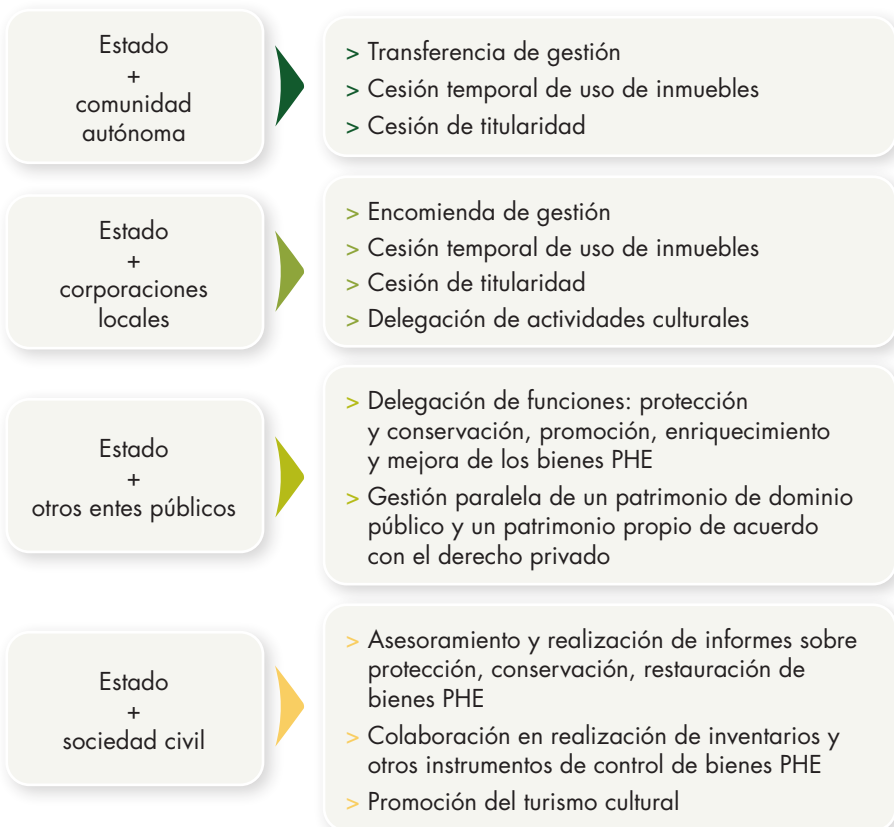 Estado
+
comunidad
autónoma
> Transferencia de gestión
> Cesión temporal de uso de inmuebles
> Cesión de titularidad
Estado
+
corporaciones
locales
> Encomienda de gestión
> Cesión temporal de uso de inmuebles
> Cesión de titularidad
> Delegación de actividades culturales
Estado
+
otros entes públicos
> Delegación de funciones: protección
y conservación, promoción, enriquecimiento
y mejora de los bienes PHE
> Gestión paralela de un patrimonio de dominio
público y un patrimonio propio de acuerdo
con el derecho privado
Estado
+
sociedad civil
> Asesoramiento y realización de informes sobre
protección, conservación, restauración de
bienes PHE
> Colaboración en realización de inventarios y
otros instrumentos de control de bienes PHE
> Promoción del turismo cultural